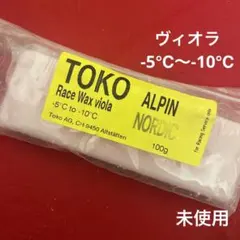 ヴィオラ
-5°C〜-10°C
TOKO
Race Wax viola
-5°C to -10°C
Toko AG, CH-9450 Altstätten
ALPIN
NORDIC
100g
未使用